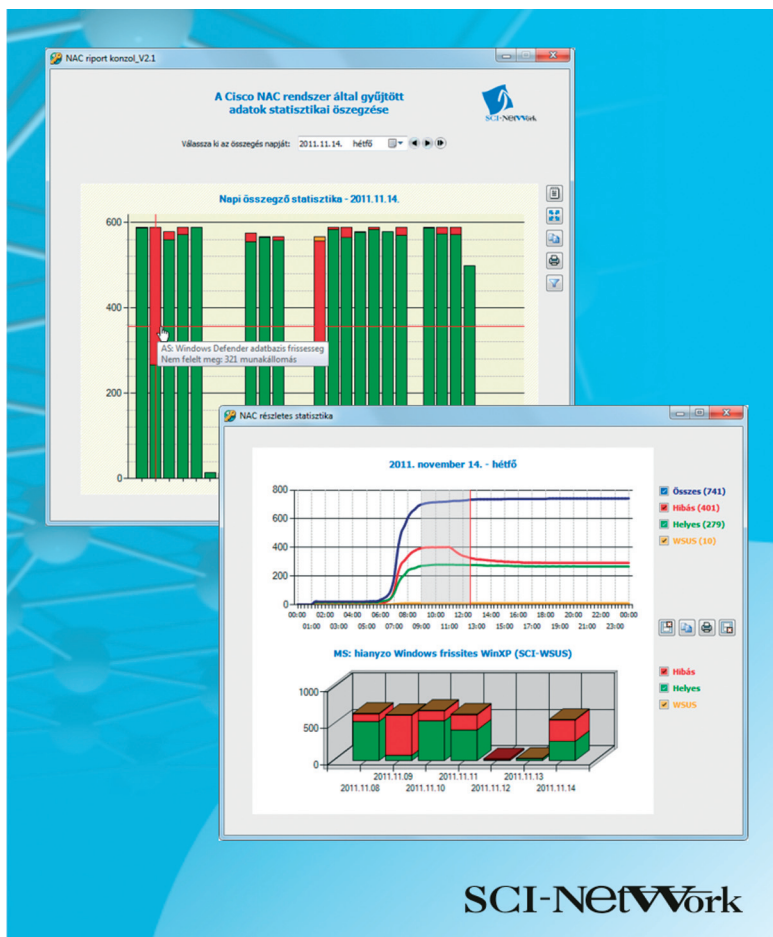 NAC riport konzol_V2.1
A Cisco NAC rendszer által gyűjtött
adatok statisztikai öszegzése
SCI-NetWork
Válassza ki az összegés napját: 2011.11.14. hétfő
Napi összegző statisztika - 2011.11.14.
600
400
200
0
AS: Windows Defender adatbazis frissesseg
Nem felelt meg: 321 munakállomás
NAC részletes statisztika
2011. november 14. - hétfő
800
600
400
200
0
00:00 02:00 04:00 06:00 08:00 10:00 12:00 14:00 16:00 18:00 20:00 22:00 00:00
01:00 03:00 05:00 07:00 09:00 11:00 13:00 15:00 17:00 19:00 21:00 23:00
Összes (741)
Hibás (401)
Helyes (279)
WSUS (10)
MS: hianyzo Windows frissites WinXP (SCI-WSUS)
1000
500
0
2011.11.09 2011.11.11 2011.11.13
2011.11.08 2011.11.10 2011.11.12 2011.11.14
Hibás
Helyes
WSUS
SCI-NetWork